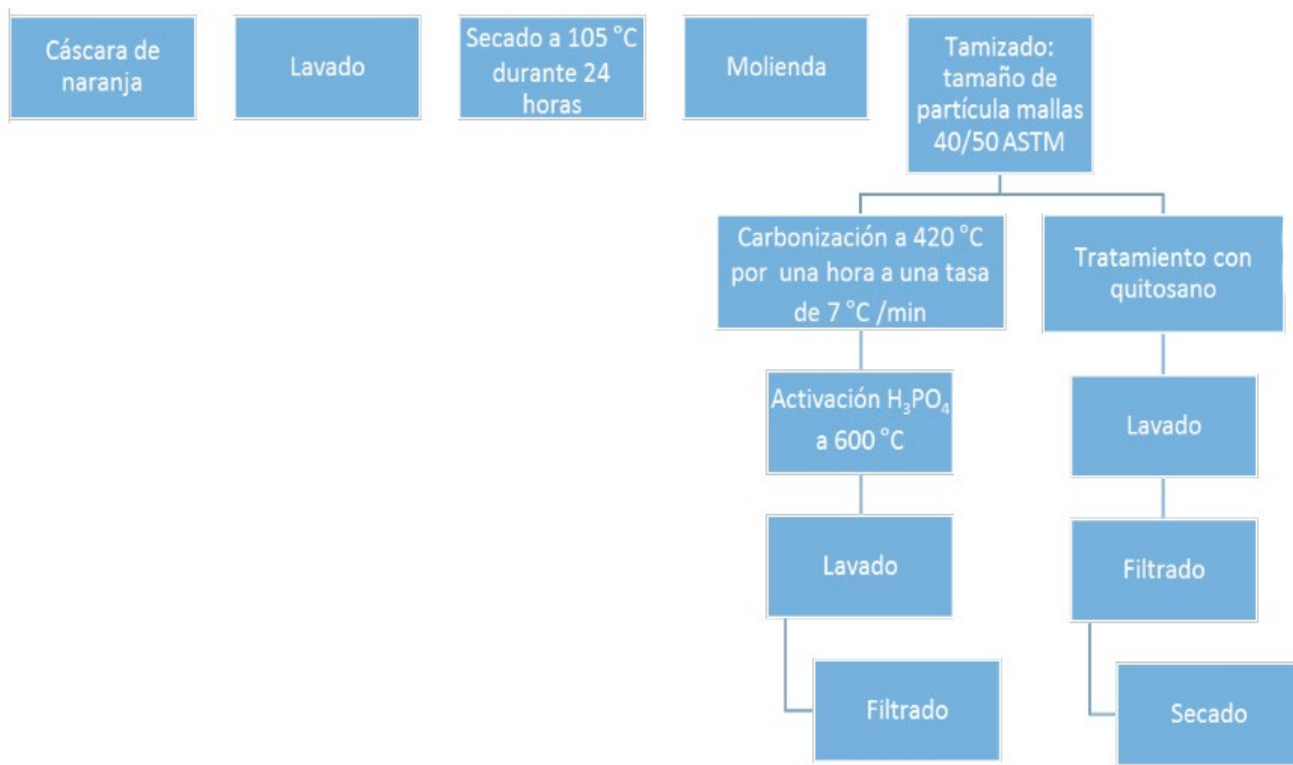 Cáscara de
naranja
Lavado
Secado a 105 °C
durante 24
horas
Molienda
Tamizado:
tamaño de
partícula mallas
40/50 ASTM
Carbonización a 420 °C
por una hora a una tasa
de 7 °C /min
Tratamiento con
quitosano
Activación H₃PO₄
a 600 °C
Lavado
Lavado
Filtrado
Filtrado
Secado